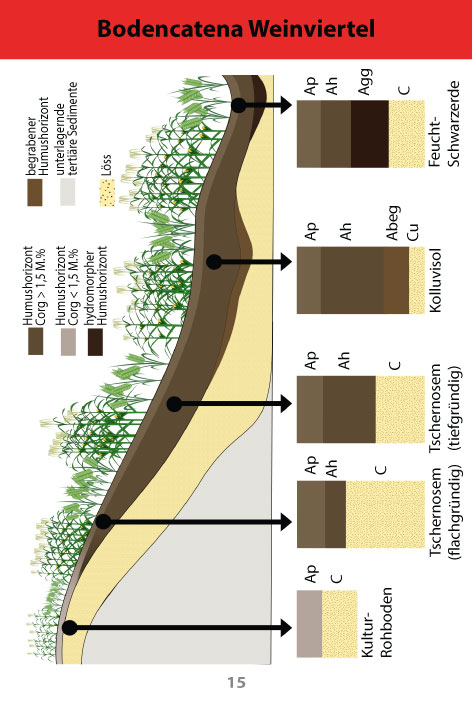 Bodencatena Weinviertel
Humushorizont
Corg > 1,5 M.%
Humushorizont
Corg < 1,5 M.%
hydromorpher
Humushorizont
begrabener
Humushorizont
unterlagernde
tertiäre Sedimente
Löss
Ap
C
Kultur-
Rohboden
Ap
Ah
C
Tschernosem
(flachgründig)
Ap
Ah
C
Tschernosem
(tiefgründig)
Ap
Ah
Abeg
Cu
Kolluvisol
Ap
Ah
Agg
C
Feucht-
Schwarzerde
15